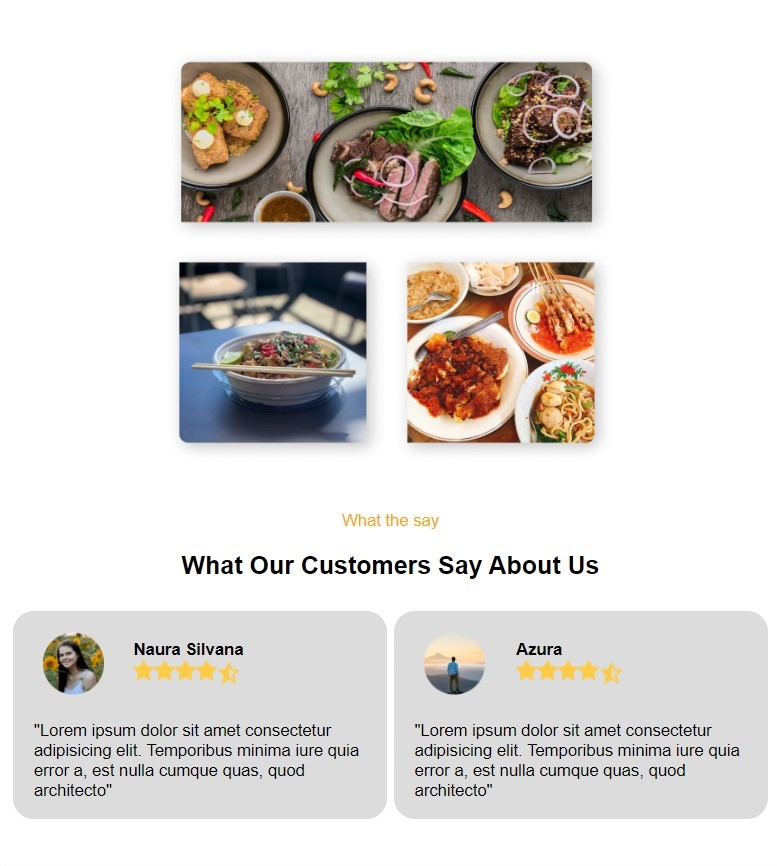 What the say
What Our Customers Say About Us
Naura Silvana
"Lorem ipsum dolor sit amet consectetur
adipisicing elit. Temporibus minima iure quia
error a, est nulla cumque quas, quod
architecto"
Azura
"Lorem ipsum dolor sit amet consectetur
adipisicing elit. Temporibus minima iure quia
error a, est nulla cumque quas, quod
architecto"